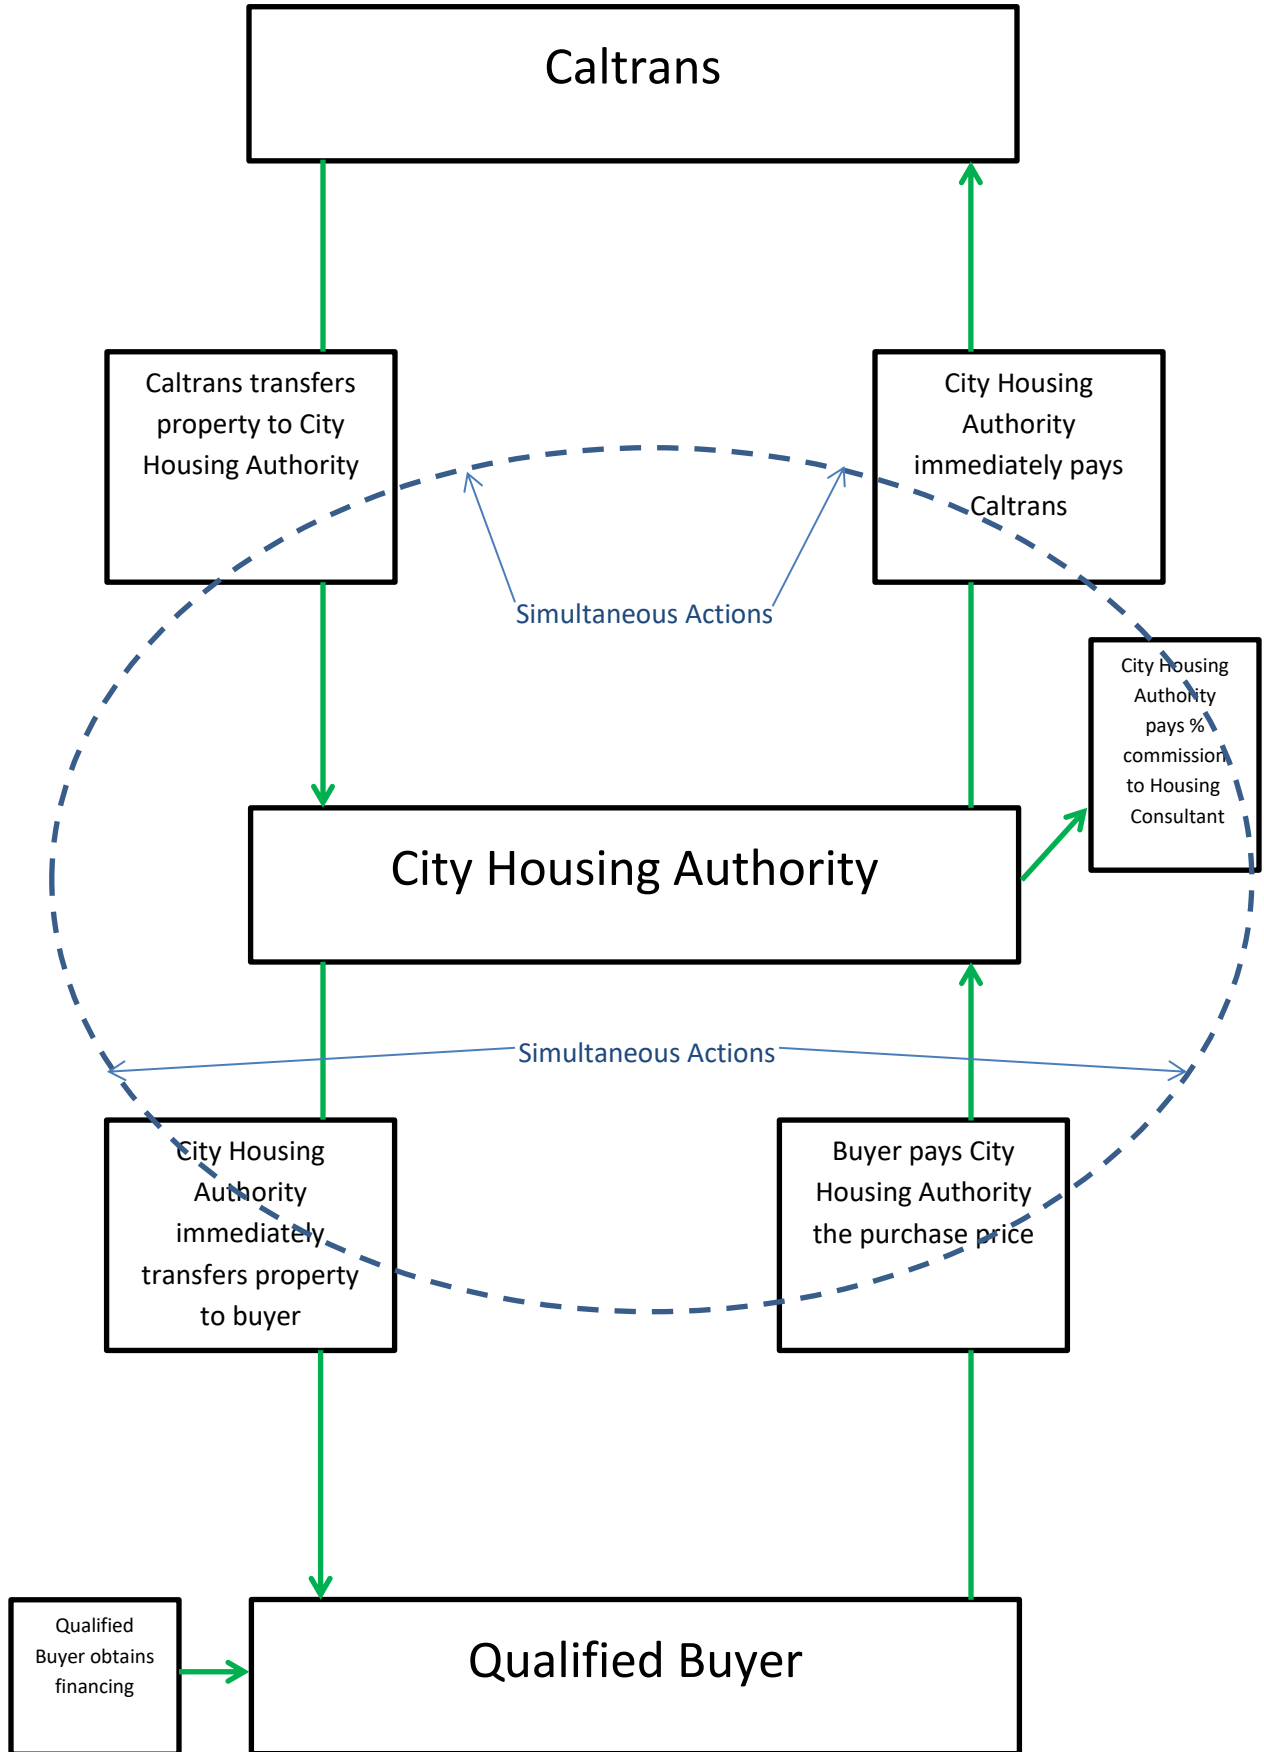 Caltrans
Caltrans transfers
property to City
Housing Authority
City Housing
Authority
immediately pays
Caltrans
Simultaneous Actions
City Housing
Authority
pays %
commission
to Housing
Consultant
City Housing Authority
Simultaneous Actions
City Housing
Authority
immediately
transfers property
to buyer
Buyer pays City
Housing Authority
the purchase price
Qualified
Buyer obtains
financing
Qualified Buyer